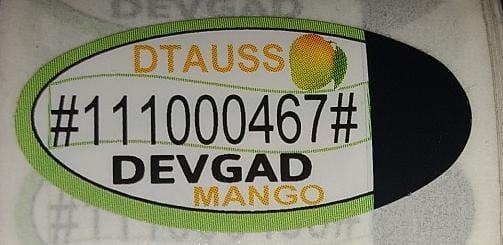 DTAUSS
#111000467#
DEVGAD
MANGO